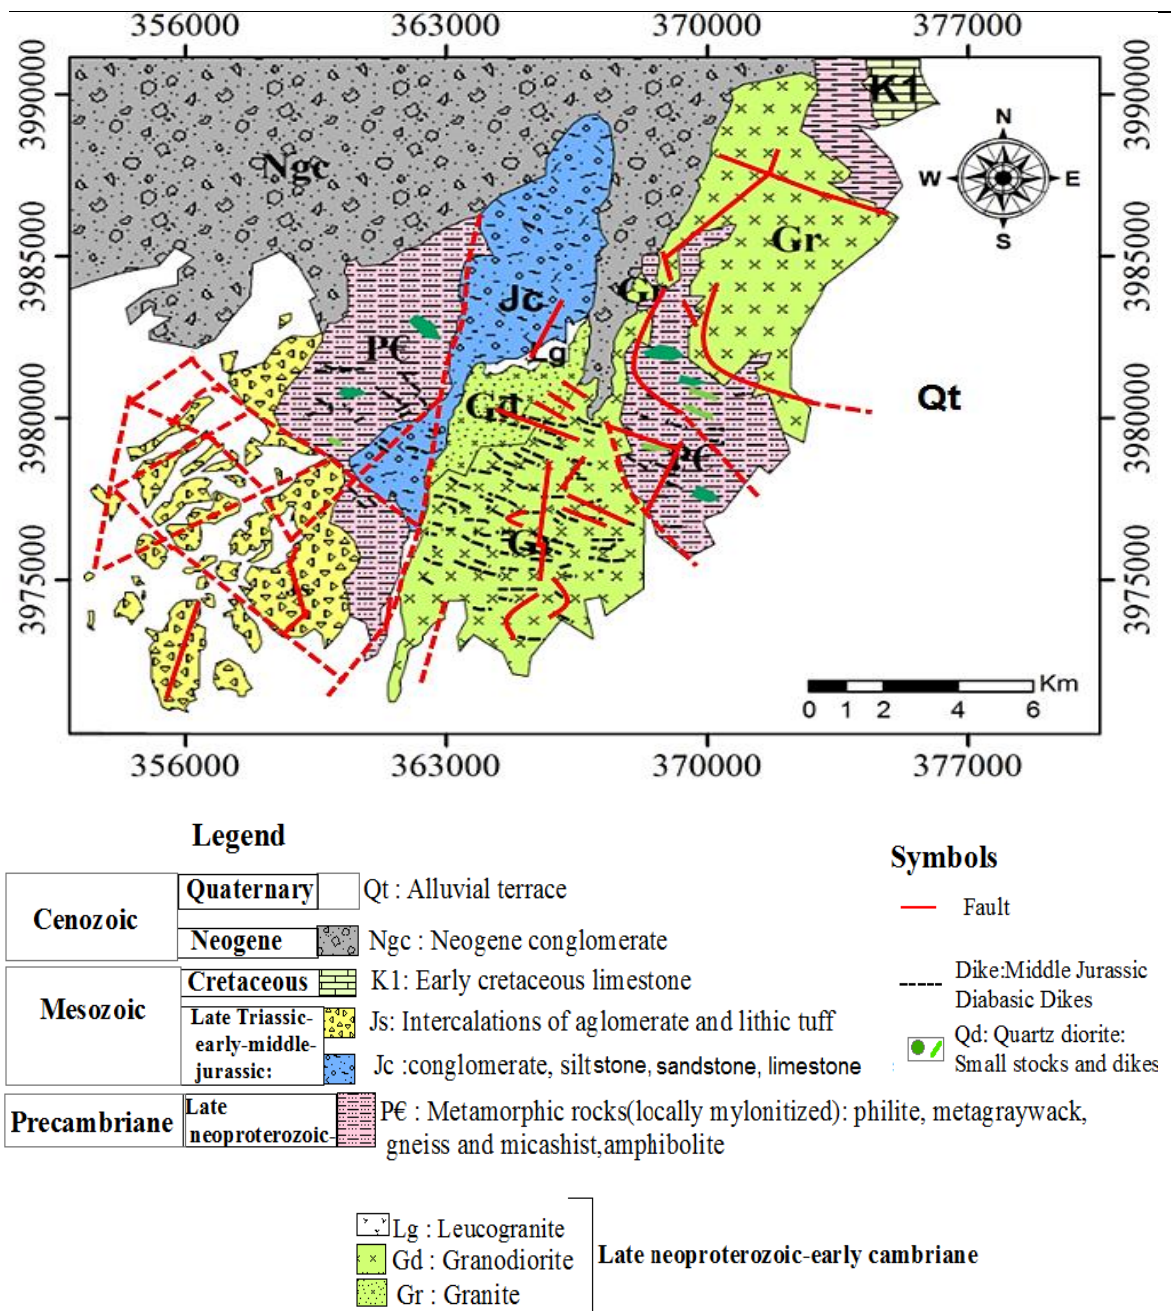 356000 363000 370000 377000
3990000 3990000
3985000 3985000
3980000 3980000
3975000 3975000
K1
N
W E
S
Ngc
Gr
Jc
Gr
P€
Lg
Gd
Qt
P€
Js
Km
0 1 2 4 6
356000 363000 370000 377000
Legend
Cenozoic
Quaternary Qt : Alluvial terrace
Neogene Ngc : Neogene conglomerate
Mesozoic
Cretaceous K1: Early cretaceous limestone
Late Triassic-
early-middle-
jurassic:
Js: Intercalations of aglomerate and lithic tuff
Jc :conglomerate, siltstone, sandstone, limestone
Precambriane
Late
neoproterozoic-
P€ : Metamorphic rocks(locally mylonitized): philite, metagraywack,
gneiss and micashist,amphibolite
Lg : Leucogranite
Gd : Granodiorite
Gr : Granite
Late neoproterozoic-early cambriane
Symbols
Fault
Dike:Middle Jurassic
Diabasic Dikes
Qd: Quartz diorite:
Small stocks and dikes